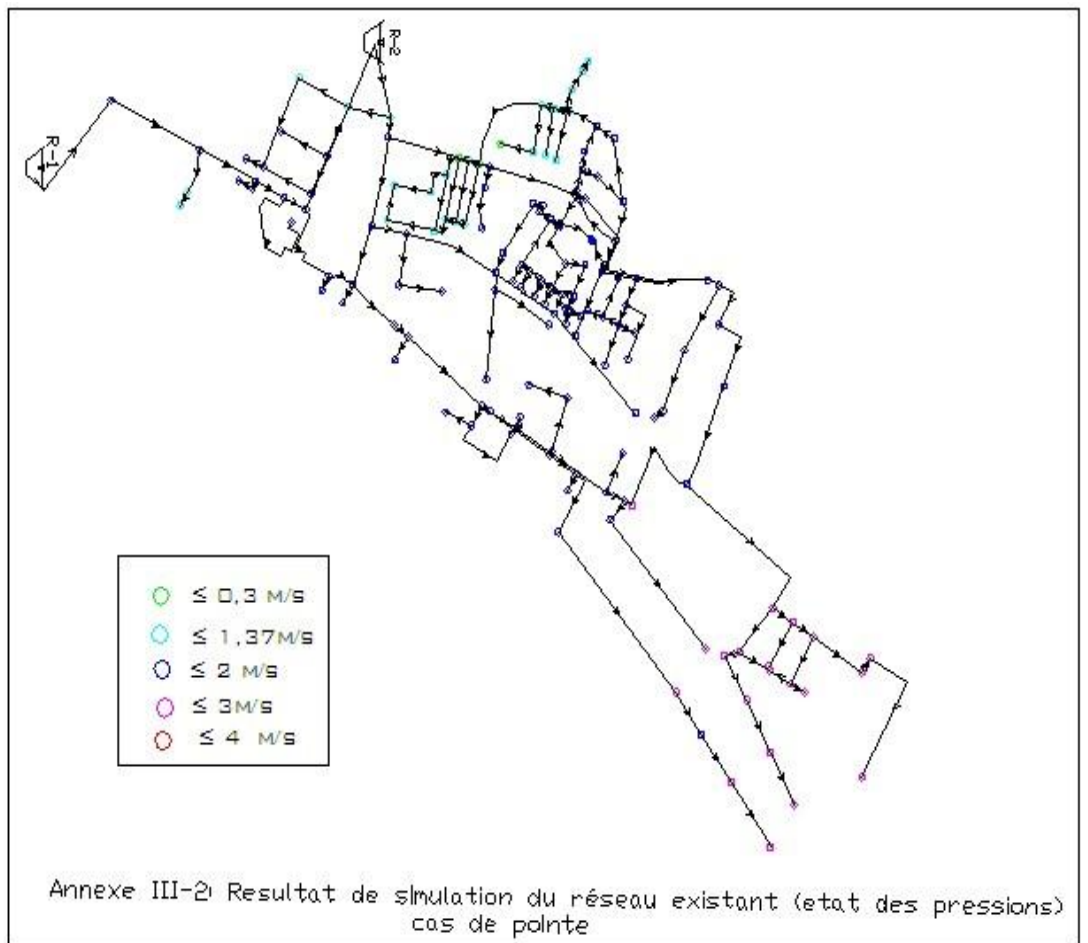 R-1
R-2
≤ 0,3 M/S
≤ 1,37M/S
≤ 2 M/S
≤ 3M/S
≤ 4 M/S
Annexe III-2: Resultat de simulation du réseau existant (etat des pressions)
cas de pointe